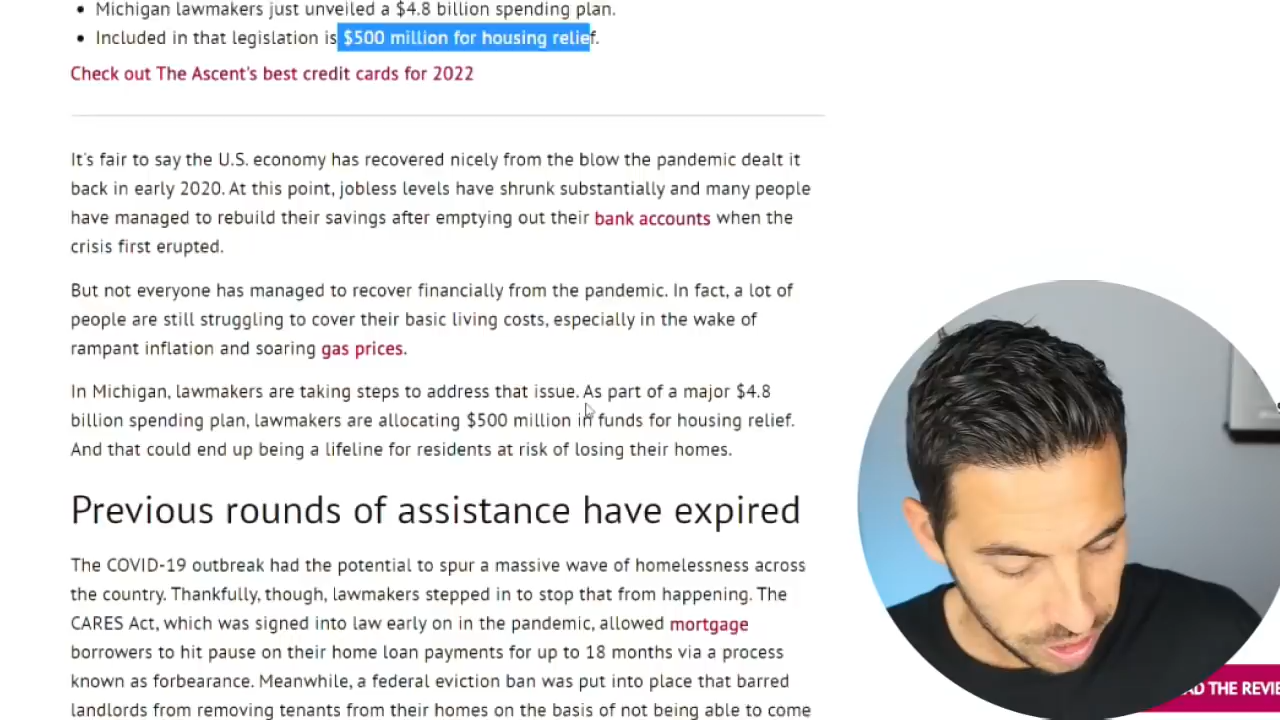 Michigan lawmakers just unveiled a $4.8 billion spending plan.
Included in that legislation is $500 million for housing relief.
Check out The Ascent's best credit cards for 2022
It's fair to say the U.S. economy has recovered nicely from the blow the pandemic dealt it
back in early 2020. At this point, jobless levels have shrunk substantially and many people
have managed to rebuild their savings after emptying out their bank accounts when the
crisis first erupted.
But not everyone has managed to recover financially from the pandemic. In fact, a lot of
people are still struggling to cover their basic living costs, especially in the wake of
rampant inflation and soaring gas prices.
In Michigan, lawmakers are taking steps to address that issue. As part of a major $4.8
billion spending plan, lawmakers are allocating $500 million in funds for housing relief.
And that could end up being a lifeline for residents at risk of losing their homes.
Previous rounds of assistance have expired
The COVID-19 outbreak had the potential to spur a massive wave of homelessness across
the country. Thankfully, though, lawmakers stepped in to stop that from happening. The
CARES Act, which was signed into law early on in the pandemic, allowed mortgage
borrowers to hit pause on their home loan payments for up to 18 months via a process
known as forbearance. Meanwhile, a federal eviction ban was put into place that barred
landlords from removing tenants from their homes on the basis of not being able to come
THE REVIE